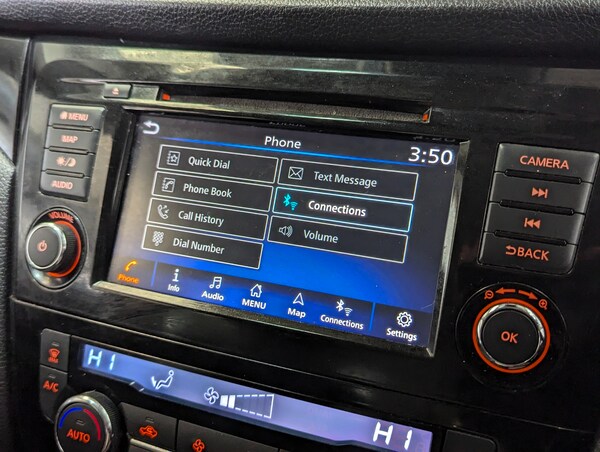 MENU
MAP
AUDIO
VOLUME
Phone
3:50
Quick Dial
Text Message
Phone Book
Connections
Call History
Volume
Dial Number
Phone
Info
Audio
MENU
Map
Connections
Settings
CAMERA
BACK
OK
A/C
AUTO
HI
HI